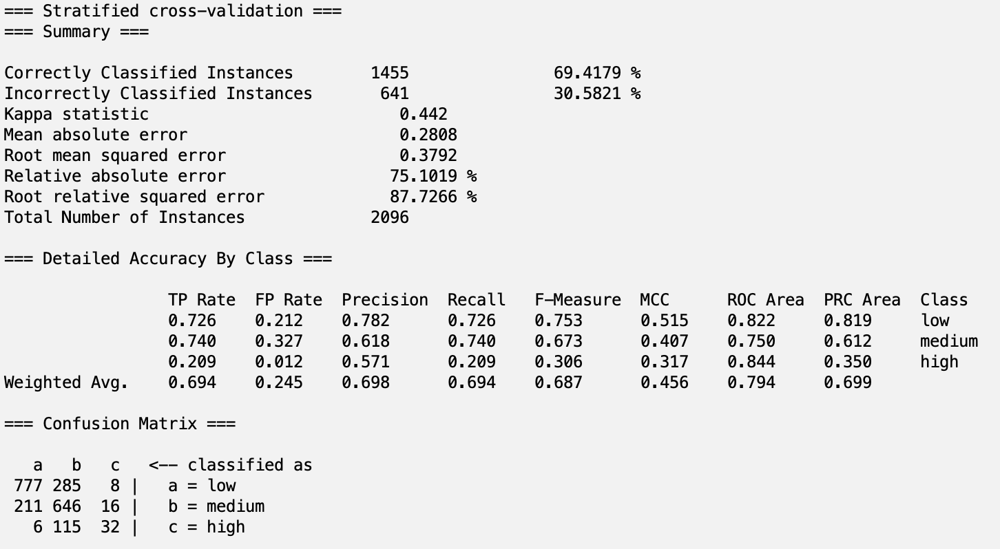 === Stratified cross-validation ===
=== Summary ===

Correctly Classified Instances        1455               69.4179 %
Incorrectly Classified Instances       641               30.5821 %
Kappa statistic                          0.442
Mean absolute error                      0.2808
Root mean squared error                  0.3792
Relative absolute error                 75.1019 %
Root relative squared error             87.7266 %
Total Number of Instances             2096

=== Detailed Accuracy By Class ===

                 TP Rate  FP Rate  Precision  Recall   F-Measure  MCC      ROC Area  PRC Area  Class
                 0.726    0.212    0.782      0.726    0.753      0.515    0.822     0.819     low
                 0.740    0.327    0.618      0.740    0.673      0.407    0.750     0.612     medium
                 0.209    0.012    0.571      0.209    0.306      0.317    0.844     0.350     high
Weighted Avg.    0.694    0.245    0.698      0.694    0.687      0.456    0.794     0.699

=== Confusion Matrix ===

   a   b   c   <-- classified as
 777 285   8 |   a = low
 211 646  16 |   b = medium
   6 115  32 |   c = high